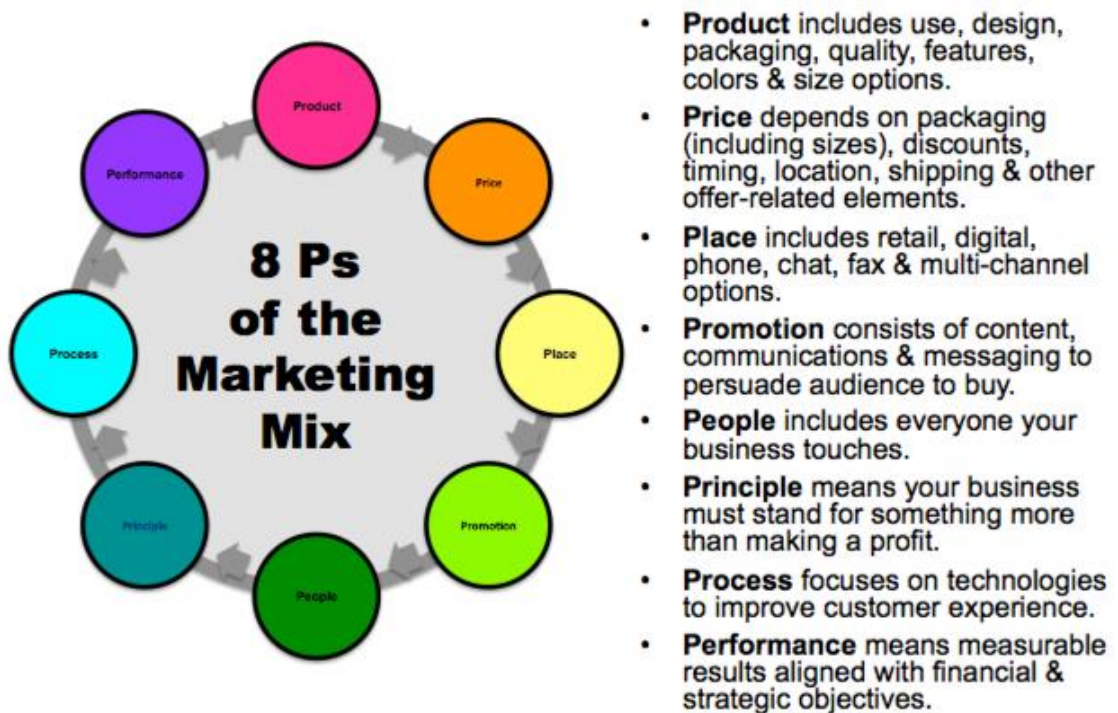 Product
Price
Place
Promotion
People
Principle
Process
Performance
8 Ps
of the
Marketing
Mix
• Product includes use, design,
packaging, quality, features,
colors & size options.
• Price depends on packaging
(including sizes), discounts,
timing, location, shipping & other
offer-related elements.
• Place includes retail, digital,
phone, chat, fax & multi-channel
options.
• Promotion consists of content,
communications & messaging to
persuade audience to buy.
• People includes everyone your
business touches.
• Principle means your business
must stand for something more
than making a profit.
• Process focuses on technologies
to improve customer experience.
• Performance means measurable
results aligned with financial &
strategic objectives.